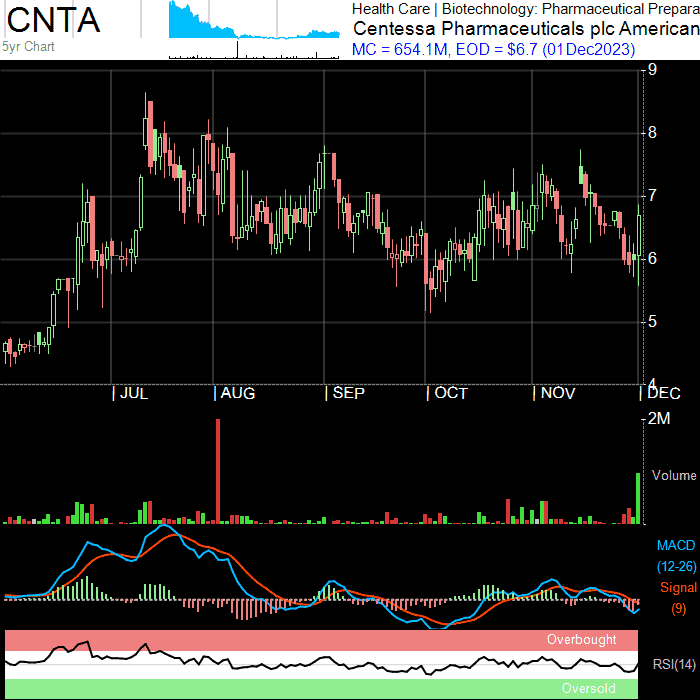 CNTA
5yr Chart
Health Care | Biotechnology: Pharmaceutical Prepara
Centessa Pharmaceuticals plc American
MC = 654.1M, EOD = $6.7 (01Dec2023)
9
8
7
6
5
4
JUL AUG SEP OCT NOV DEC
2M
Volume
MACD
(12-26)
Signal
(9)
Overbought
RSI(14)
Oversold